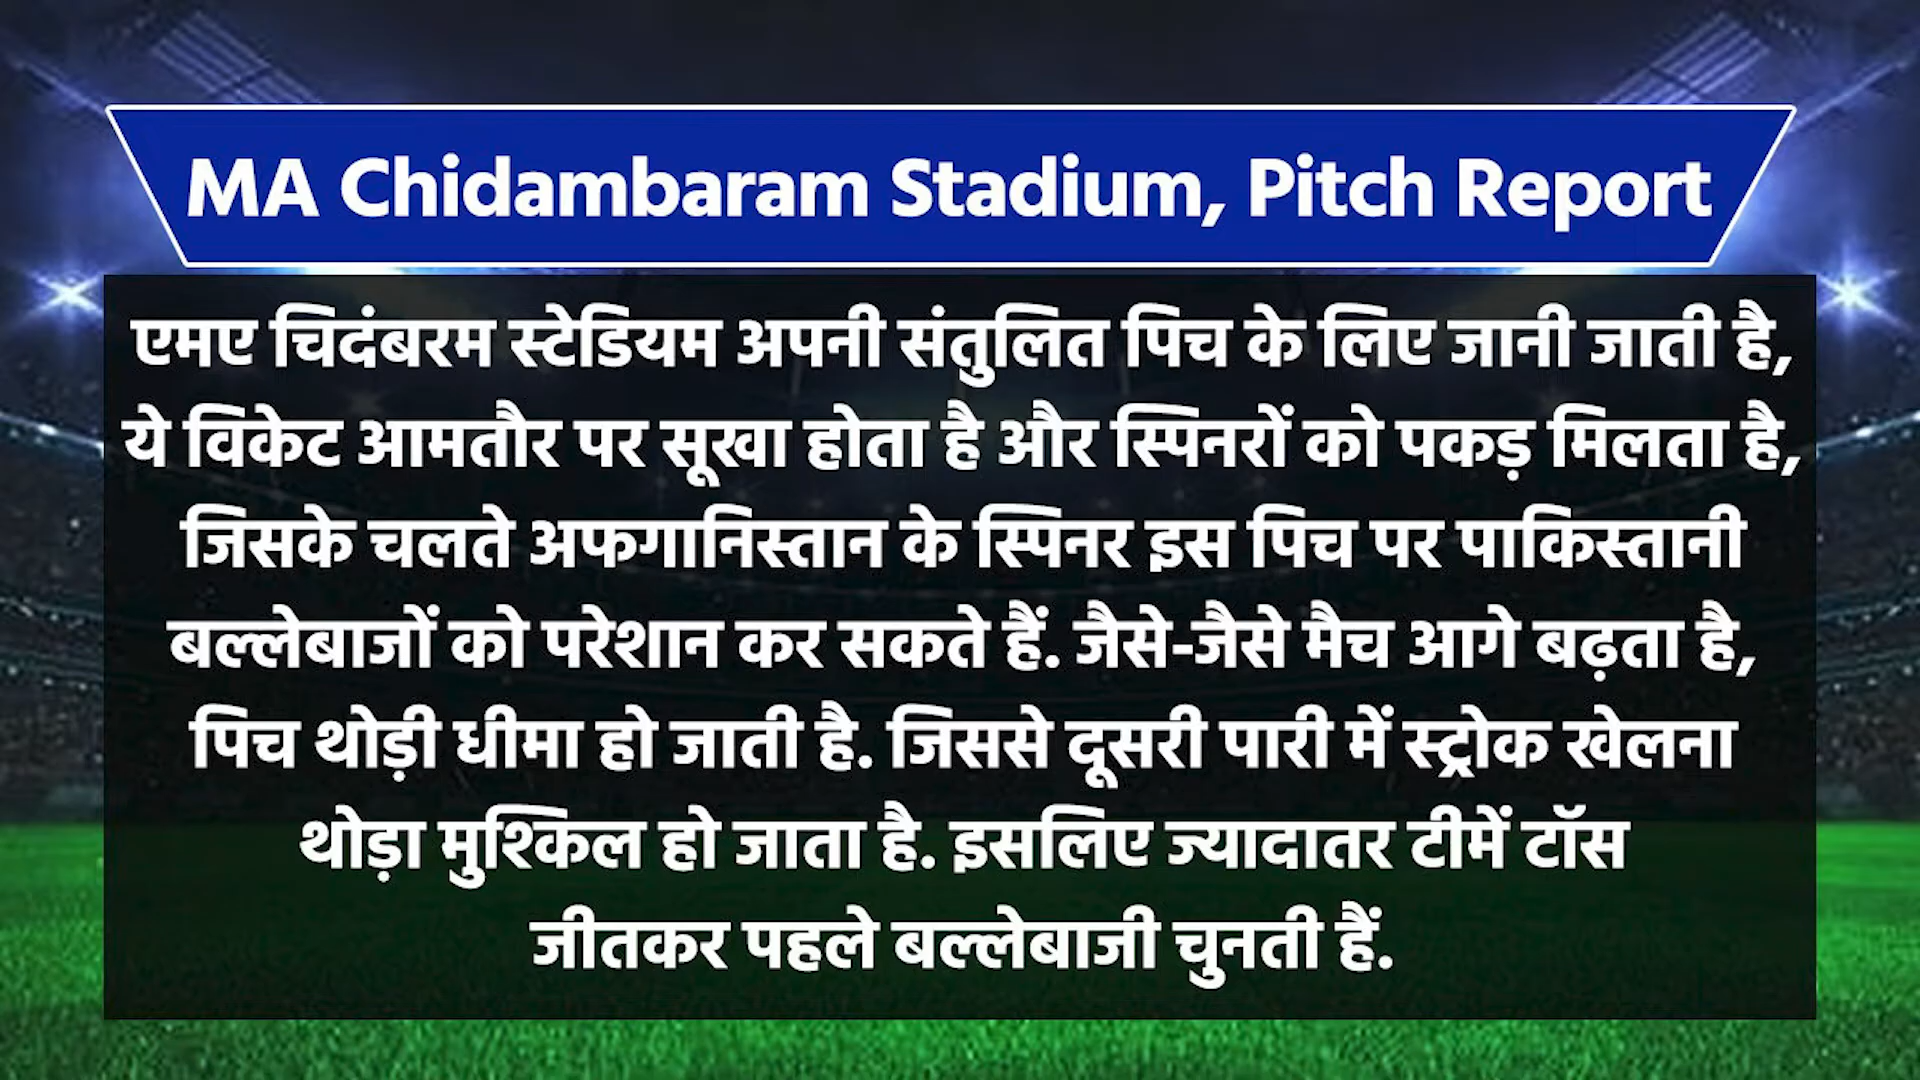 MA Chidambaram Stadium, Pitch Report
एमए चिदंबरम स्टेडियम अपनी संतुलित पिच के लिए जानी जाती है,
ये विकेट आमतौर पर सूखा होता है और स्पिनरों को पकड़ मिलता है,
जिसके चलते अफगानिस्तान के स्पिनर इस पिच पर पाकिस्तानी
बल्लेबाजों को परेशान कर सकते हैं. जैसे-जैसे मैच आगे बढ़ता है,
पिच थोड़ी धीमा हो जाती है. जिससे दूसरी पारी में स्ट्रोक खेलना
थोड़ा मुश्किल हो जाता है. इसलिए ज्यादातर टीमें टॉस
जीतकर पहले बल्लेबाजी चुनती हैं.